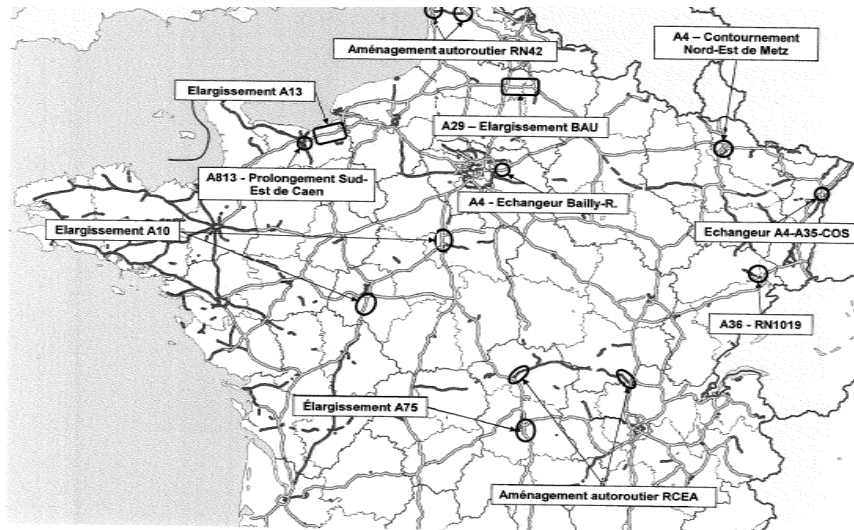 Aménagement autoroutier RN42
A4 – Contournement
Nord-Est de Metz
Elargissement A13
A29 – Elargissement BAU
A813 - Prolongement Sud-
Est de Caen
A4 - Echangeur Bailly-R.
Elargissement A10
Echangeur A4-A35-COS
A36 - RN1019
Élargissement A75
Aménagement autoroutier RCEA